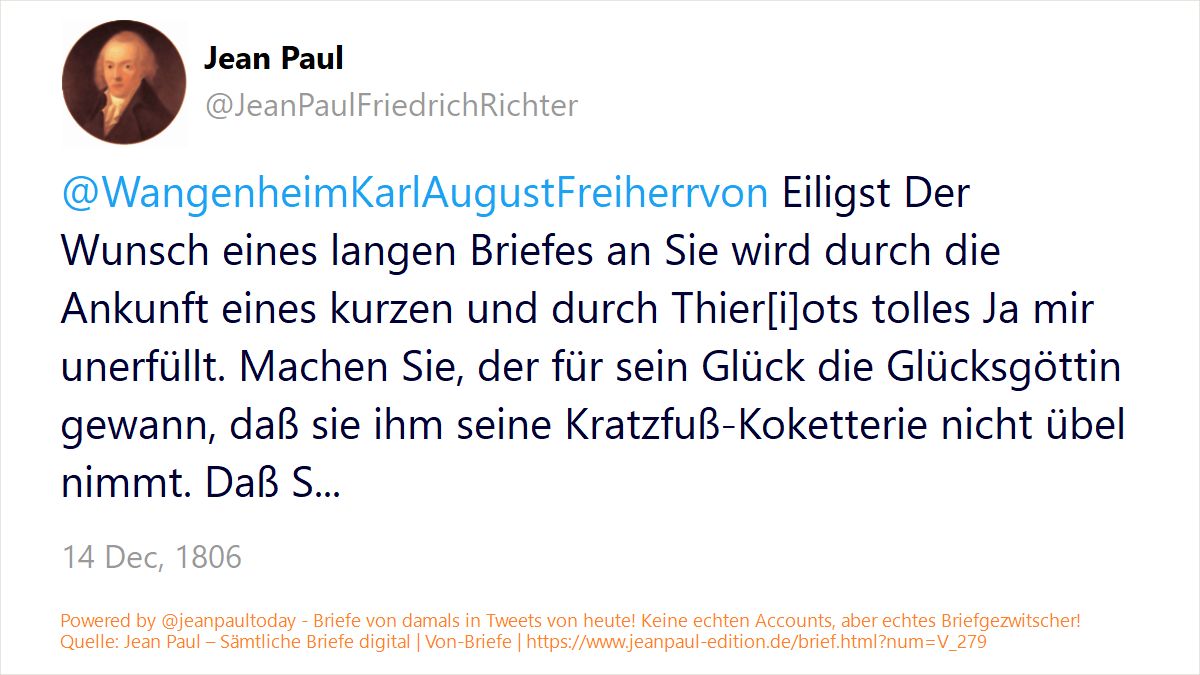 Jean Paul
@JeanPaulFriedrichRichter
@WangenheimKarlAugustFreiherrvon Eiligst Der
Wunsch eines langen Briefes an Sie wird durch die
Ankunft eines kurzen und durch Thier[i]ots tolles Ja mir
unerfüllt. Machen Sie, der für sein Glück die Glücksgöttin
gewann, daß sie ihm seine Kratzfuß-Koketterie nicht übel
nimmt. Daß S...
14 Dec, 1806
Powered by @jeanpaultoday - Briefe von damals in Tweets von heute! Keine echten Accounts, aber echtes Briefgezwitscher!
Quelle: Jean Paul – Sämtliche Briefe digital | Von-Briefe | https://www.jeanpaul-edition.de/brief.html?num=V_279